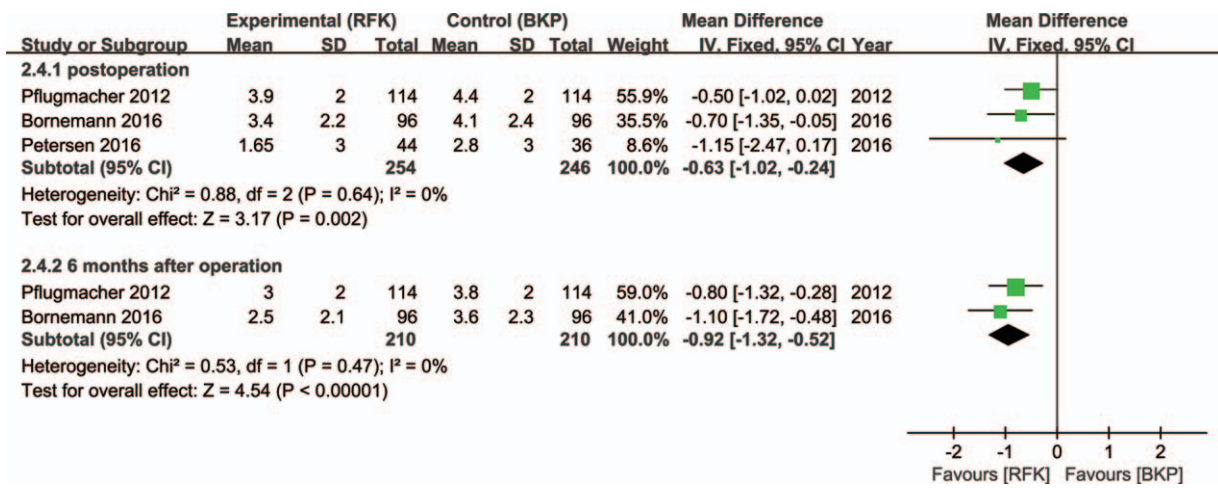 Experimental (RFK) Control (BKP) Mean Difference Mean Difference
Study or Subgroup Mean SD Total Mean SD Total Weight IV, Fixed, 95% CI Year IV, Fixed, 95% CI
2.4.1 postoperation
Pflugmacher 2012 3.9 2 114 4.4 2 114 55.9% -0.50 [-1.02, 0.02] 2012
Bornemann 2016 3.4 2.2 96 4.1 2.4 96 35.5% -0.70 [-1.35, -0.05] 2016
Petersen 2016 1.65 3 44 2.8 3 36 8.6% -1.15 [-2.47, 0.17] 2016
Subtotal (95% CI) 254 246 100.0% -0.63 [-1.02, -0.24]
Heterogeneity: Chi² = 0.88, df = 2 (P = 0.64); I² = 0%
Test for overall effect: Z = 3.17 (P = 0.002)
2.4.2 6 months after operation
Pflugmacher 2012 3 2 114 3.8 2 114 59.0% -0.80 [-1.32, -0.28] 2012
Bornemann 2016 2.5 2.1 96 3.6 2.3 96 41.0% -1.10 [-1.72, -0.48] 2016
Subtotal (95% CI) 210 210 100.0% -0.92 [-1.32, -0.52]
Heterogeneity: Chi² = 0.53, df = 1 (P = 0.47); I² = 0%
Test for overall effect: Z = 4.54 (P < 0.00001)
-2 -1 0 1 2
Favours [RFK] Favours [BKP]